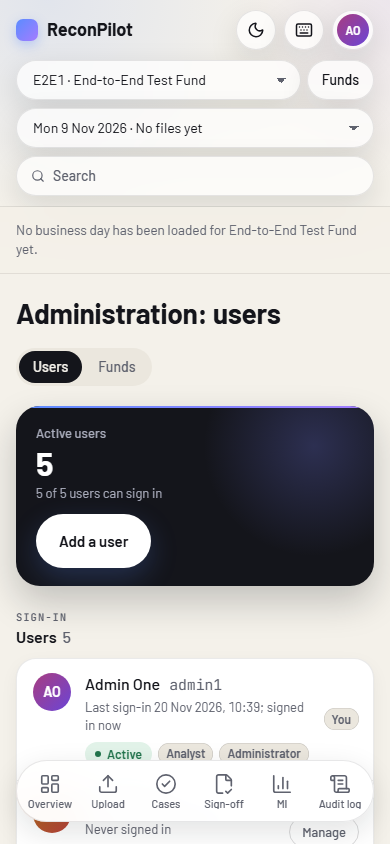 ReconPilot
AO
E2E1 · End-to-End Test Fund
Funds
Mon 9 Nov 2026 · No files yet
Search
No business day has been loaded for End-to-End Test Fund
yet.
Administration: users
Users
Funds
Active users
5
5 of 5 users can sign in
Add a user
SIGN-IN
Users 5
AO
Admin One admin1
Last sign-in 20 Nov 2026, 10:39; signed
in now
You
Active
Analyst
Administrator
Overview
Upload
Cases
Sign-off
MI
Audit log
Never signed in
Manage